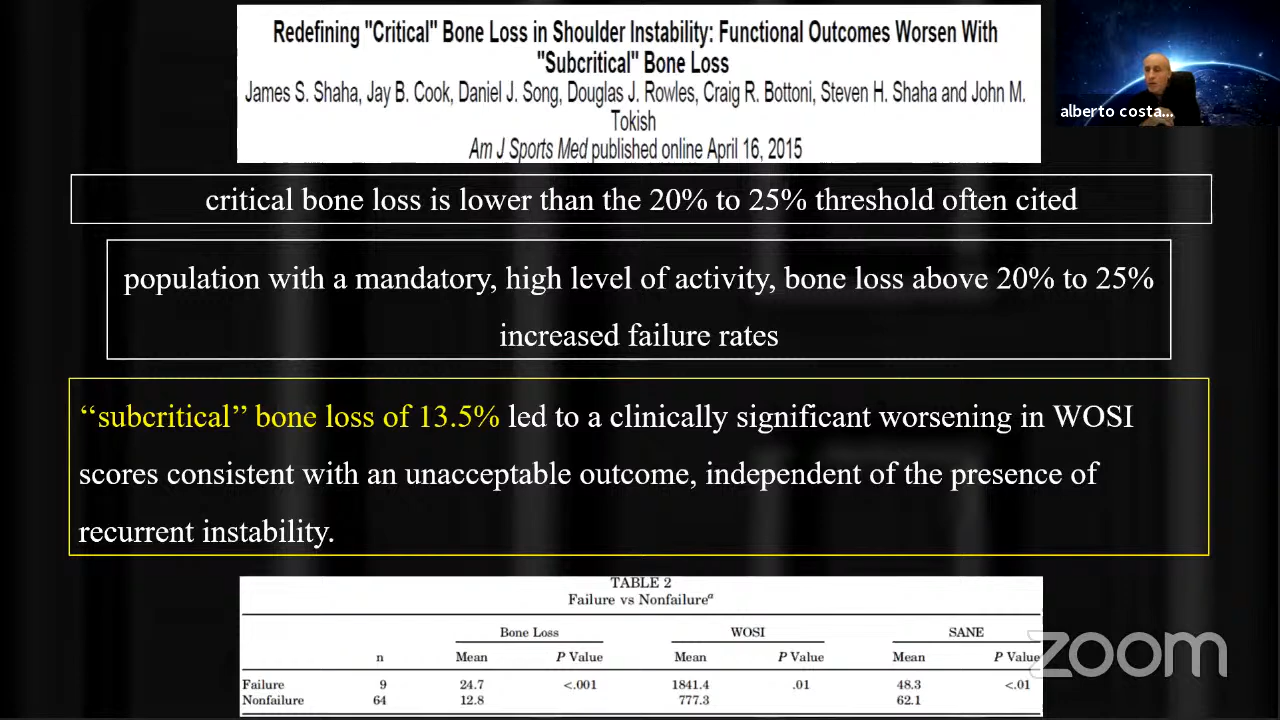 Redefining "Critical" Bone Loss in Shoulder Instability: Functional Outcomes Worsen With
"Subcritical" Bone Loss
James S. Shaha, Jay B. Cook, Daniel J. Song, Douglas J. Rowles, Craig R. Bottoni, Steven H. Shaha and John M.
Tokish
Am J Sports Med published online April 16, 2015
alberto costa...
critical bone loss is lower than the 20% to 25% threshold often cited
population with a mandatory, high level of activity, bone loss above 20% to 25%
increased failure rates
‘‘subcritical’’ bone loss of 13.5% led to a clinically significant worsening in WOSI
scores consistent with an unacceptable outcome, independent of the presence of
recurrent instability.
TABLE 2
Failure vs Nonfailureª
Bone Loss WOSI SANE
n Mean P Value Mean P Value Mean P Value
Failure 9 24.7 <.001 1841.4 .01 48.3 <.01
Nonfailure 64 12.8 777.3 62.1
zoom